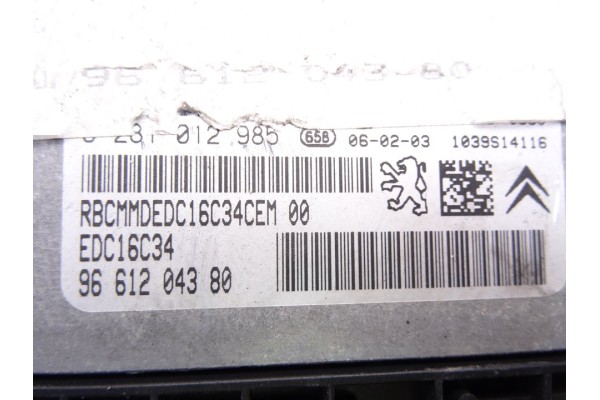 96 612 043-80
0 281 012 985 658 06-02-03 1039S14116
RBCMMDEDC16C34CEM 00
EDC16C34
96 612 043 80